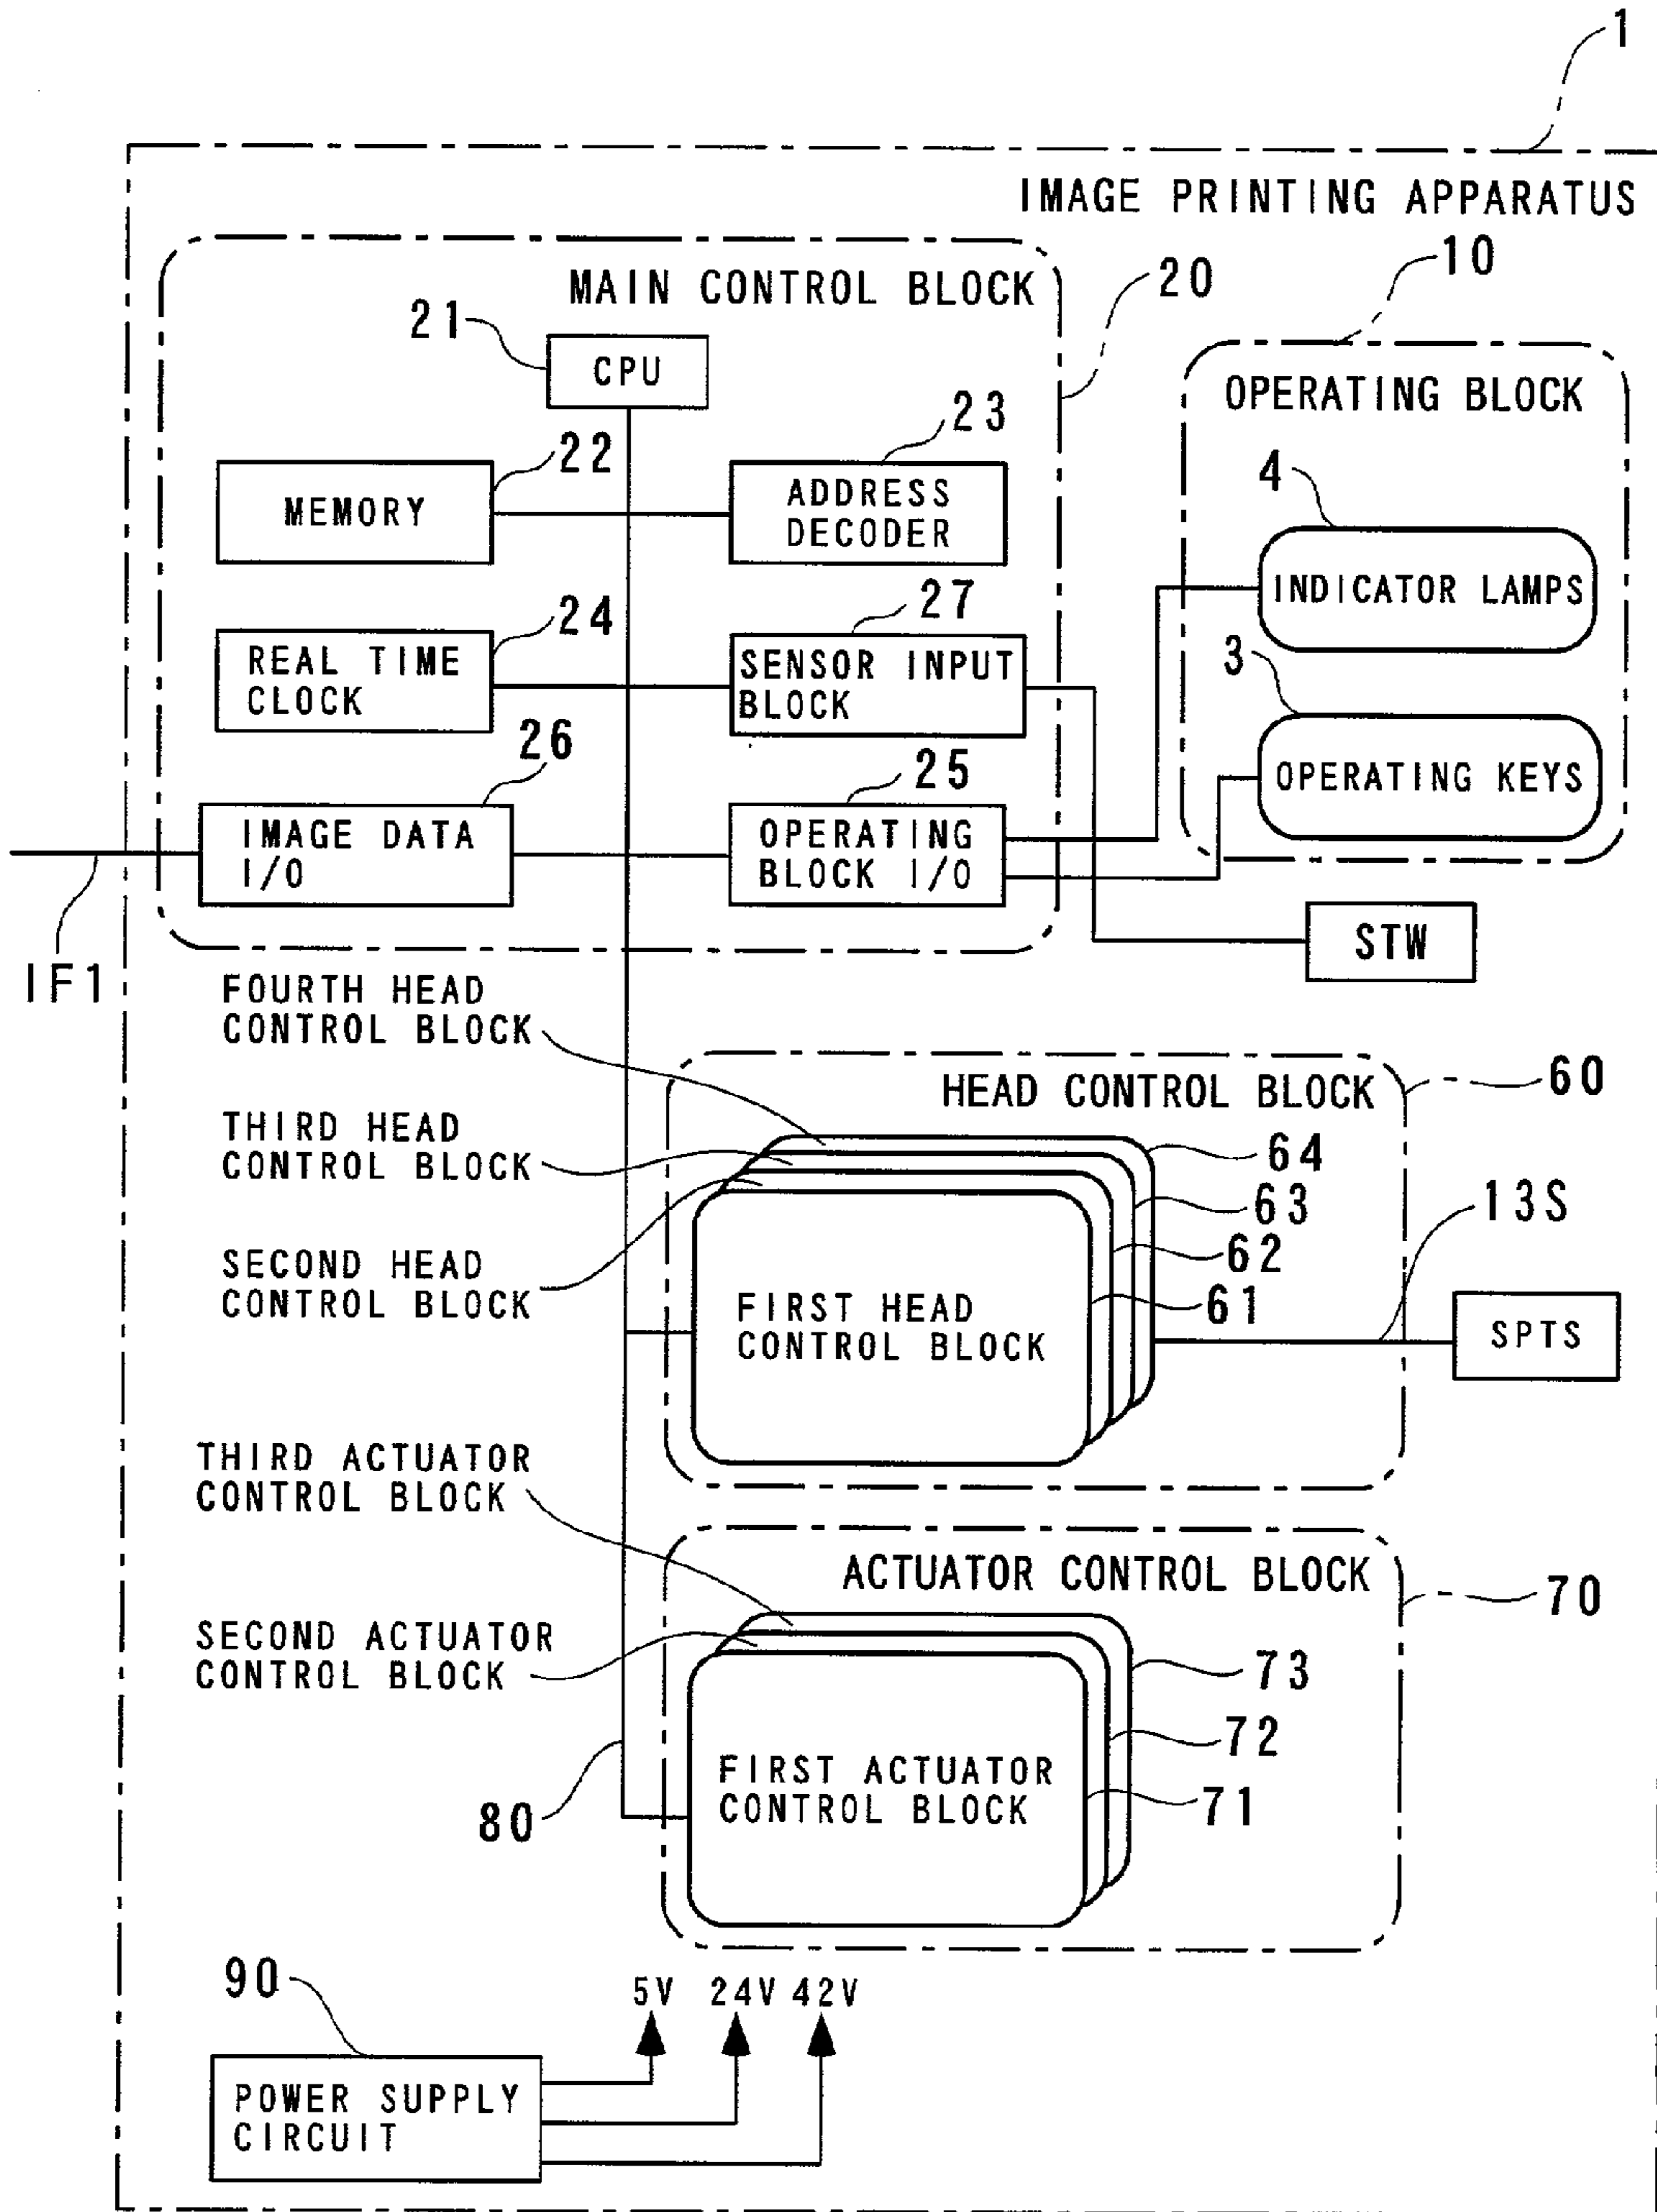 1
IMAGE PRINTING APPARATUS
MAIN CONTROL BLOCK
20
10
21
CPU
OPERATING BLOCK
22
23
MEMORY
ADDRESS
DECODER
4
INDICATOR LAMPS
24
27
REAL TIME
CLOCK
SENSOR INPUT
BLOCK
3
OPERATING KEYS
26
25
IMAGE DATA
I/O
OPERATING
BLOCK I/O
IF1
STW
FOURTH HEAD
CONTROL BLOCK
HEAD CONTROL BLOCK
60
THIRD HEAD
CONTROL BLOCK
64
63
13S
62
SECOND HEAD
CONTROL BLOCK
61
FIRST HEAD
CONTROL BLOCK
SPTS
THIRD ACTUATOR
CONTROL BLOCK
ACTUATOR CONTROL BLOCK
70
SECOND ACTUATOR
CONTROL BLOCK
73
72
FIRST ACTUATOR
CONTROL BLOCK
71
80
90
5V 24V 42V
POWER SUPPLY
CIRCUIT